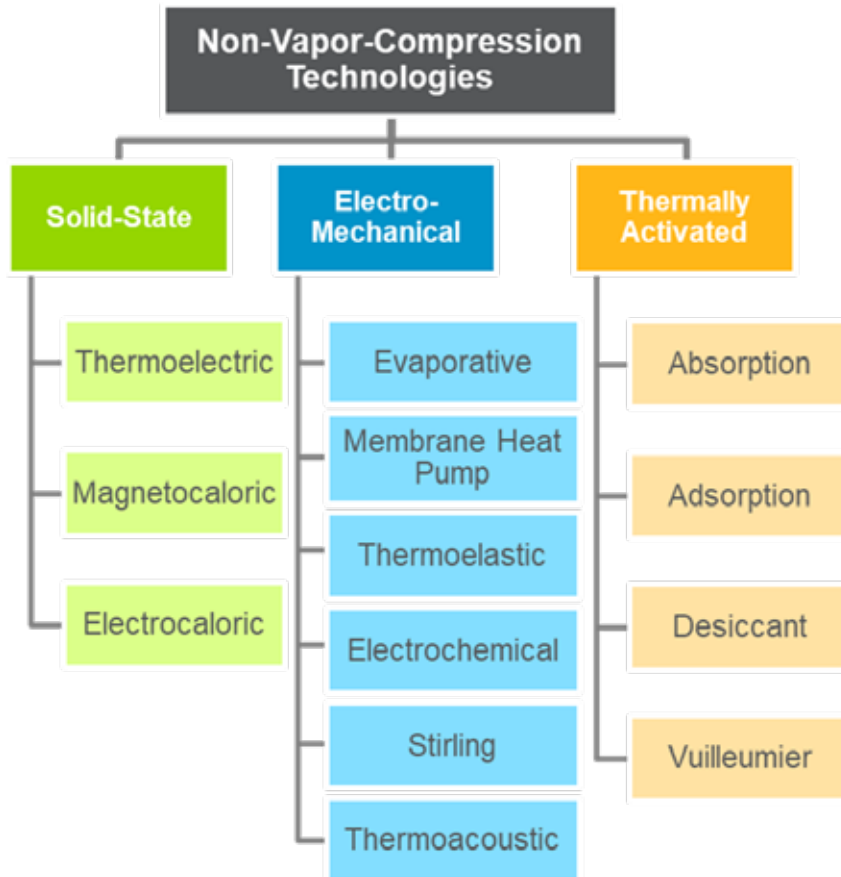 Non-Vapor-Compression
Technologies
Solid-State
Electro-
Mechanical
Thermally
Activated
Thermoelectric
Magnetocaloric
Electrocaloric
Evaporative
Membrane Heat
Pump
Thermoelastic
Electrochemical
Stirling
Thermoacoustic
Absorption
Adsorption
Desiccant
Vuilleumier